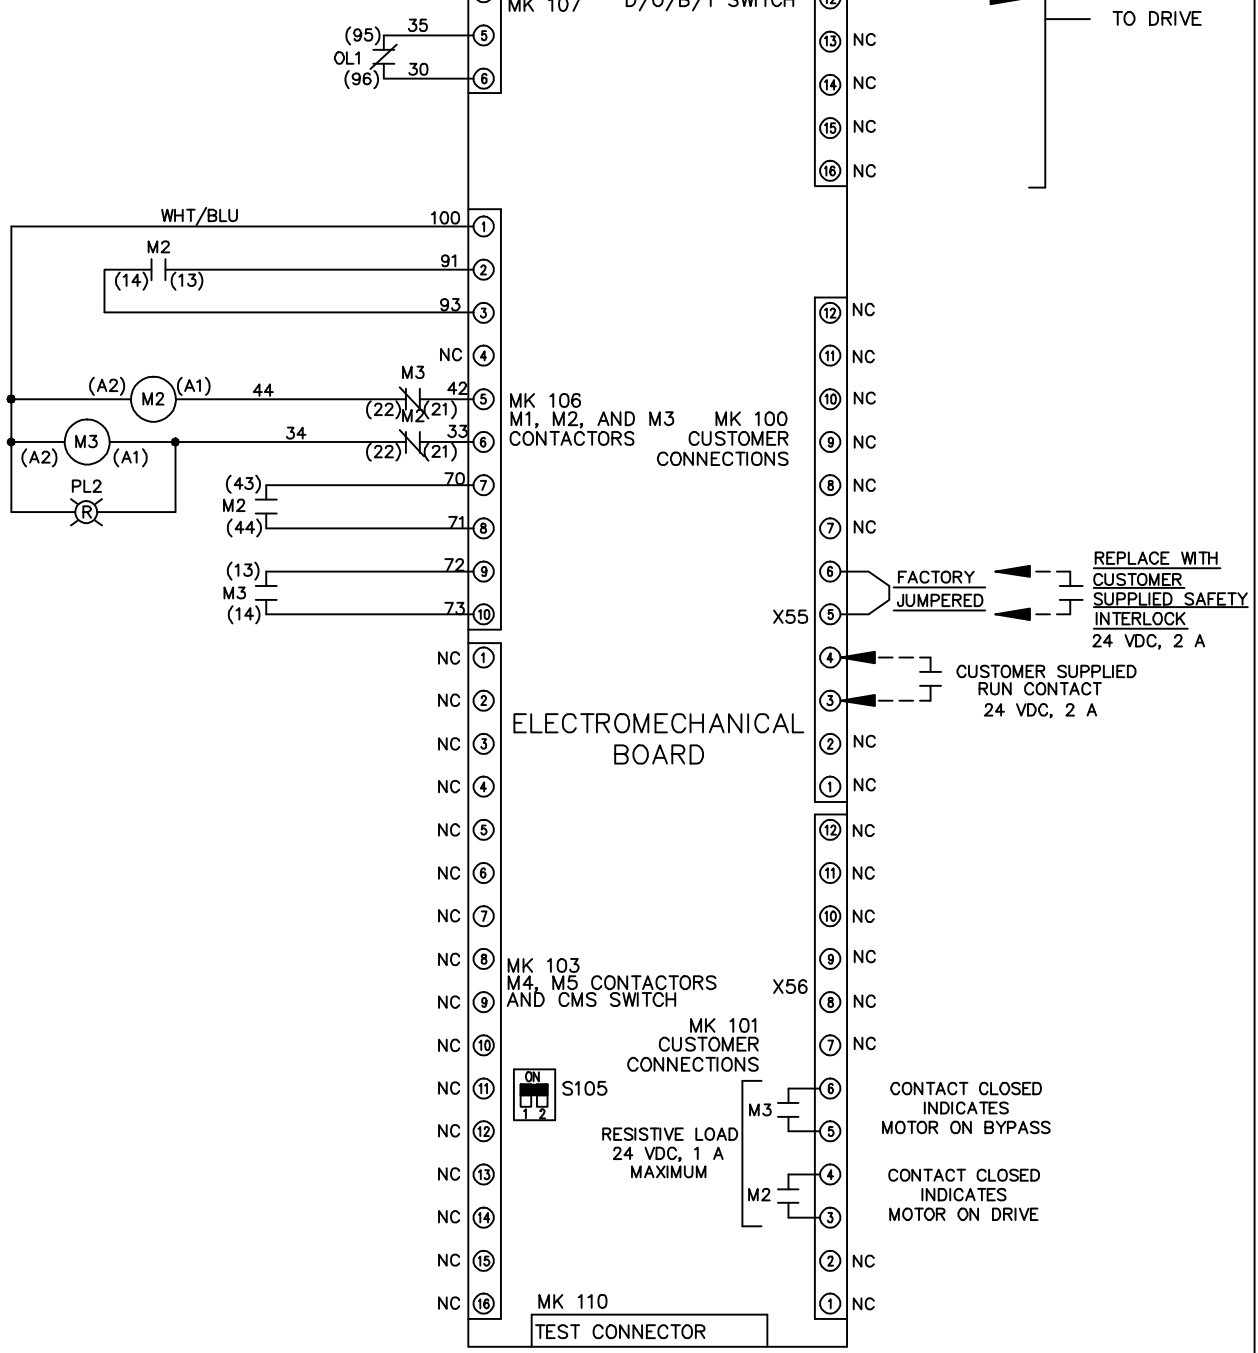 MK 107
D/O/B/T SWITCH
12
TO DRIVE
(95) 35 5
OL1
(96) 30 6
13 NC
14 NC
15 NC
16 NC
WHT/BLU 100 1
M2
(14) (13) 91 2
93 3
NC 4
(A2) M2 (A1) 44 M3 (22) (21) 42 5
(A2) M3 (A1) 34 M2 (22) (21) 33 6
PL2
R
(43) 70 7
M2
(44) 71 8
(13) 72 9
M3
(14) 73 10
MK 106
M1, M2, AND M3
CONTACTORS
MK 100
CUSTOMER
CONNECTIONS
12 NC
11 NC
10 NC
9 NC
8 NC
7 NC
6
X55 5
FACTORY
JUMPERED
REPLACE WITH
CUSTOMER
SUPPLIED SAFETY
INTERLOCK
24 VDC, 2 A
4
3
CUSTOMER SUPPLIED
RUN CONTACT
24 VDC, 2 A
2 NC
1 NC
ELECTROMECHANICAL
BOARD
NC 1
NC 2
NC 3
NC 4
NC 5
NC 6
NC 7
NC 8
NC 9
NC 10
NC 11
NC 12
NC 13
NC 14
NC 15
NC 16
MK 103
M4, M5 CONTACTORS
AND CMS SWITCH
ON
1 2
S105
12 NC
11 NC
10 NC
9 NC
X56
8 NC
7 NC
MK 101
CUSTOMER
CONNECTIONS
M3
6
5
CONTACT CLOSED
INDICATES
MOTOR ON BYPASS
RESISTIVE LOAD
24 VDC, 1 A
MAXIMUM
M2
4
3
CONTACT CLOSED
INDICATES
MOTOR ON DRIVE
2 NC
1 NC
MK 110
TEST CONNECTOR